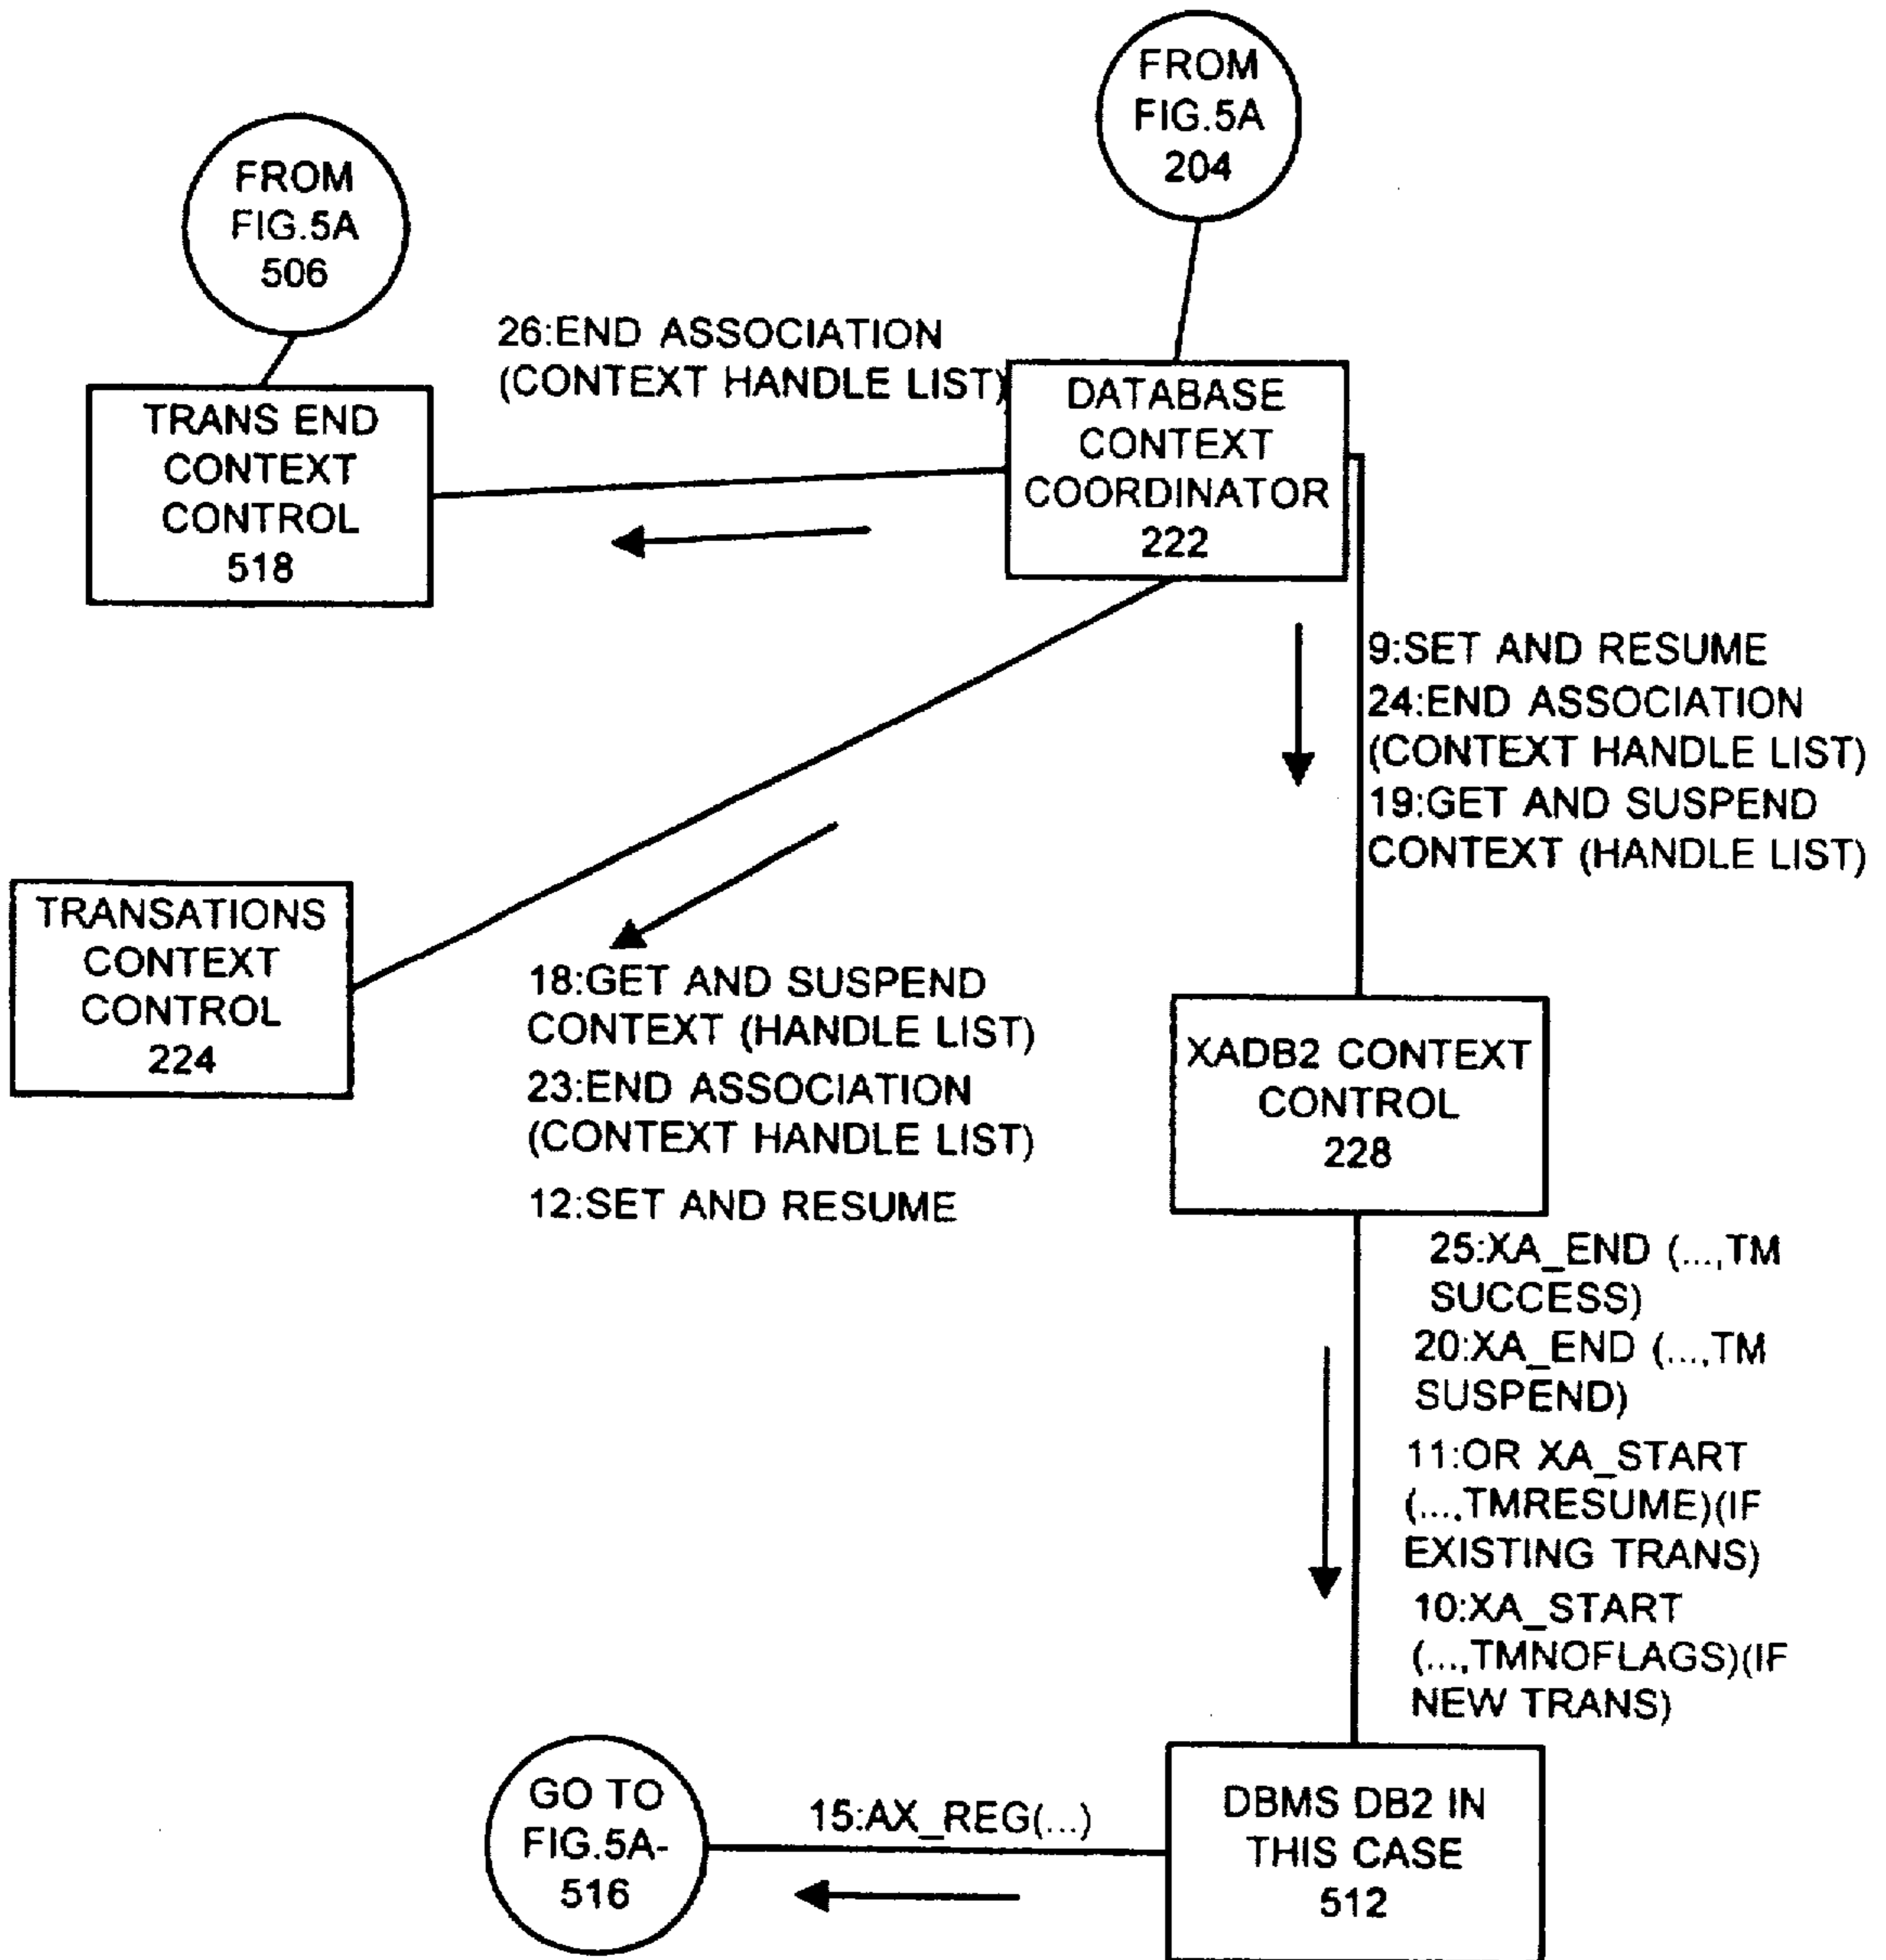 FROM
FIG.5A
204
FROM
FIG.5A
506
26:END ASSOCIATION
(CONTEXT HANDLE LIST)
DATABASE
CONTEXT
COORDINATOR
222
TRANS END
CONTEXT
CONTROL
518
9:SET AND RESUME
24:END ASSOCIATION
(CONTEXT HANDLE LIST)
19:GET AND SUSPEND
CONTEXT (HANDLE LIST)
TRANSATIONS
CONTEXT
CONTROL
224
18:GET AND SUSPEND
CONTEXT (HANDLE LIST)
23:END ASSOCIATION
(CONTEXT HANDLE LIST)
12:SET AND RESUME
XADB2 CONTEXT
CONTROL
228
25:XA_END (...,TM
SUCCESS)
20:XA_END (...,TM
SUSPEND)
11:OR XA_START
(...,TMRESUME)(IF
EXISTING TRANS)
10:XA_START
(...,TMNOFLAGS)(IF
NEW TRANS)
GO TO
FIG.5A-
516
15:AX_REG(...)
DBMS DB2 IN
THIS CASE
512